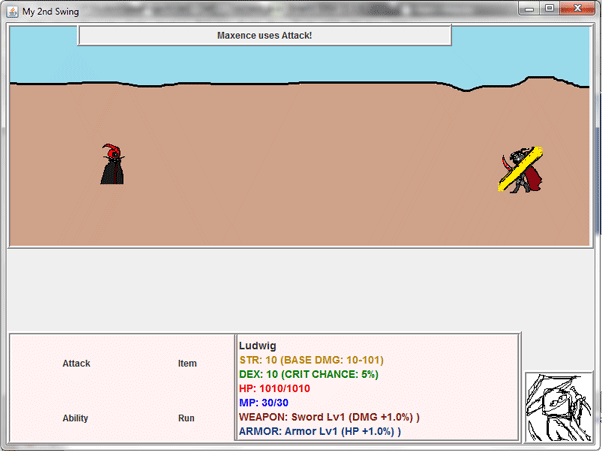 My 2nd Swing
Maxence uses Attack!
Attack
Item
Ability
Run
Ludwig
STR: 10 (BASE DMG: 10-101)
DEX: 10 (CRIT CHANCE: 5%)
HP: 1010/1010
MP: 30/30
WEAPON: Sword Lv1 (DMG +1.0%) )
ARMOR: Armor Lv1 (HP +1.0%) )